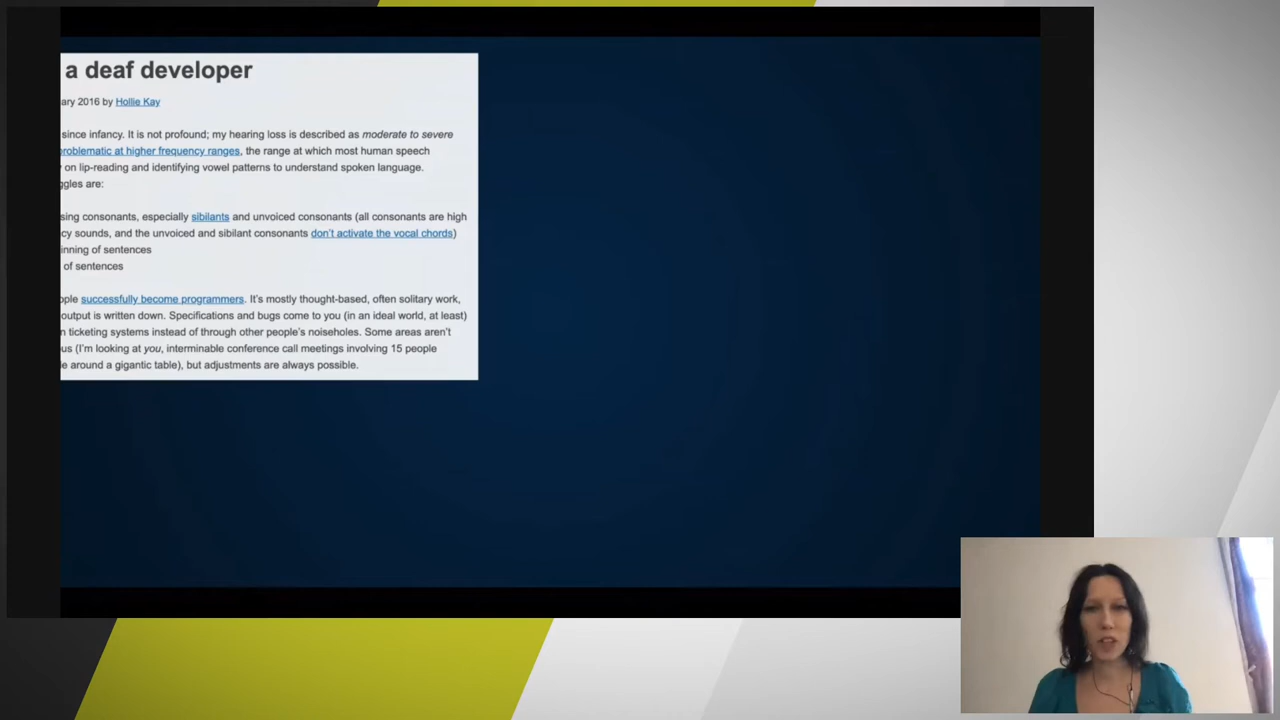 a deaf developer
ary 2016 by Hollie Kay
since infancy. It is not profound; my hearing loss is described as moderate to severe
problematic at higher frequency ranges, the range at which most human speech
on lip-reading and identifying vowel patterns to understand spoken language.
ggles are:
sing consonants, especially sibilants and unvoiced consonants (all consonants are high
cy sounds, and the unvoiced and sibilant consonants don't activate the vocal chords)
inning of sentences
of sentences
ople successfully become programmers. It's mostly thought-based, often solitary work,
output is written down. Specifications and bugs come to you (in an ideal world, at least)
n ticketing systems instead of through other people's noiseholes. Some areas aren't
us (I'm looking at you, interminable conference call meetings involving 15 people
le around a gigantic table), but adjustments are always possible.